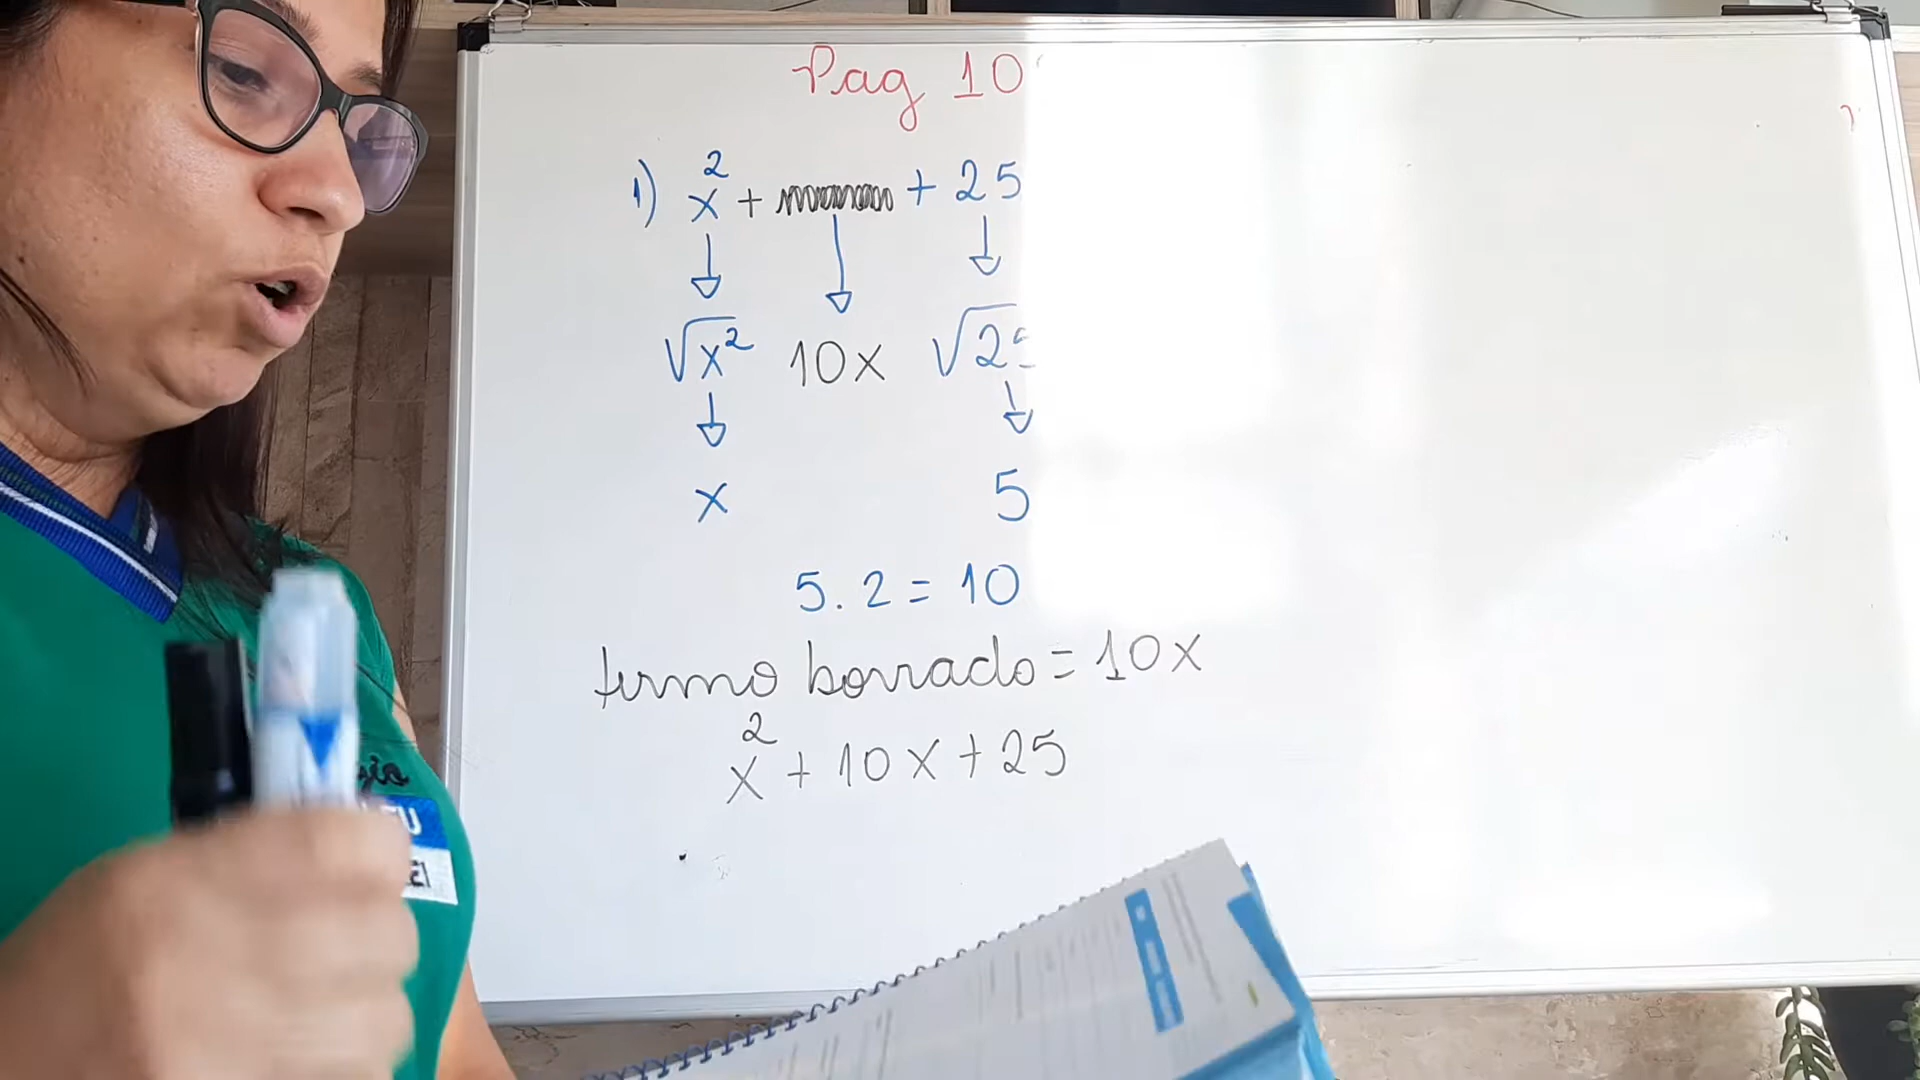 Pag 10
1) x² + + 25
√x² 10x √25
x 5
5.2 = 10
termo borrado = 10x
x² + 10x + 25